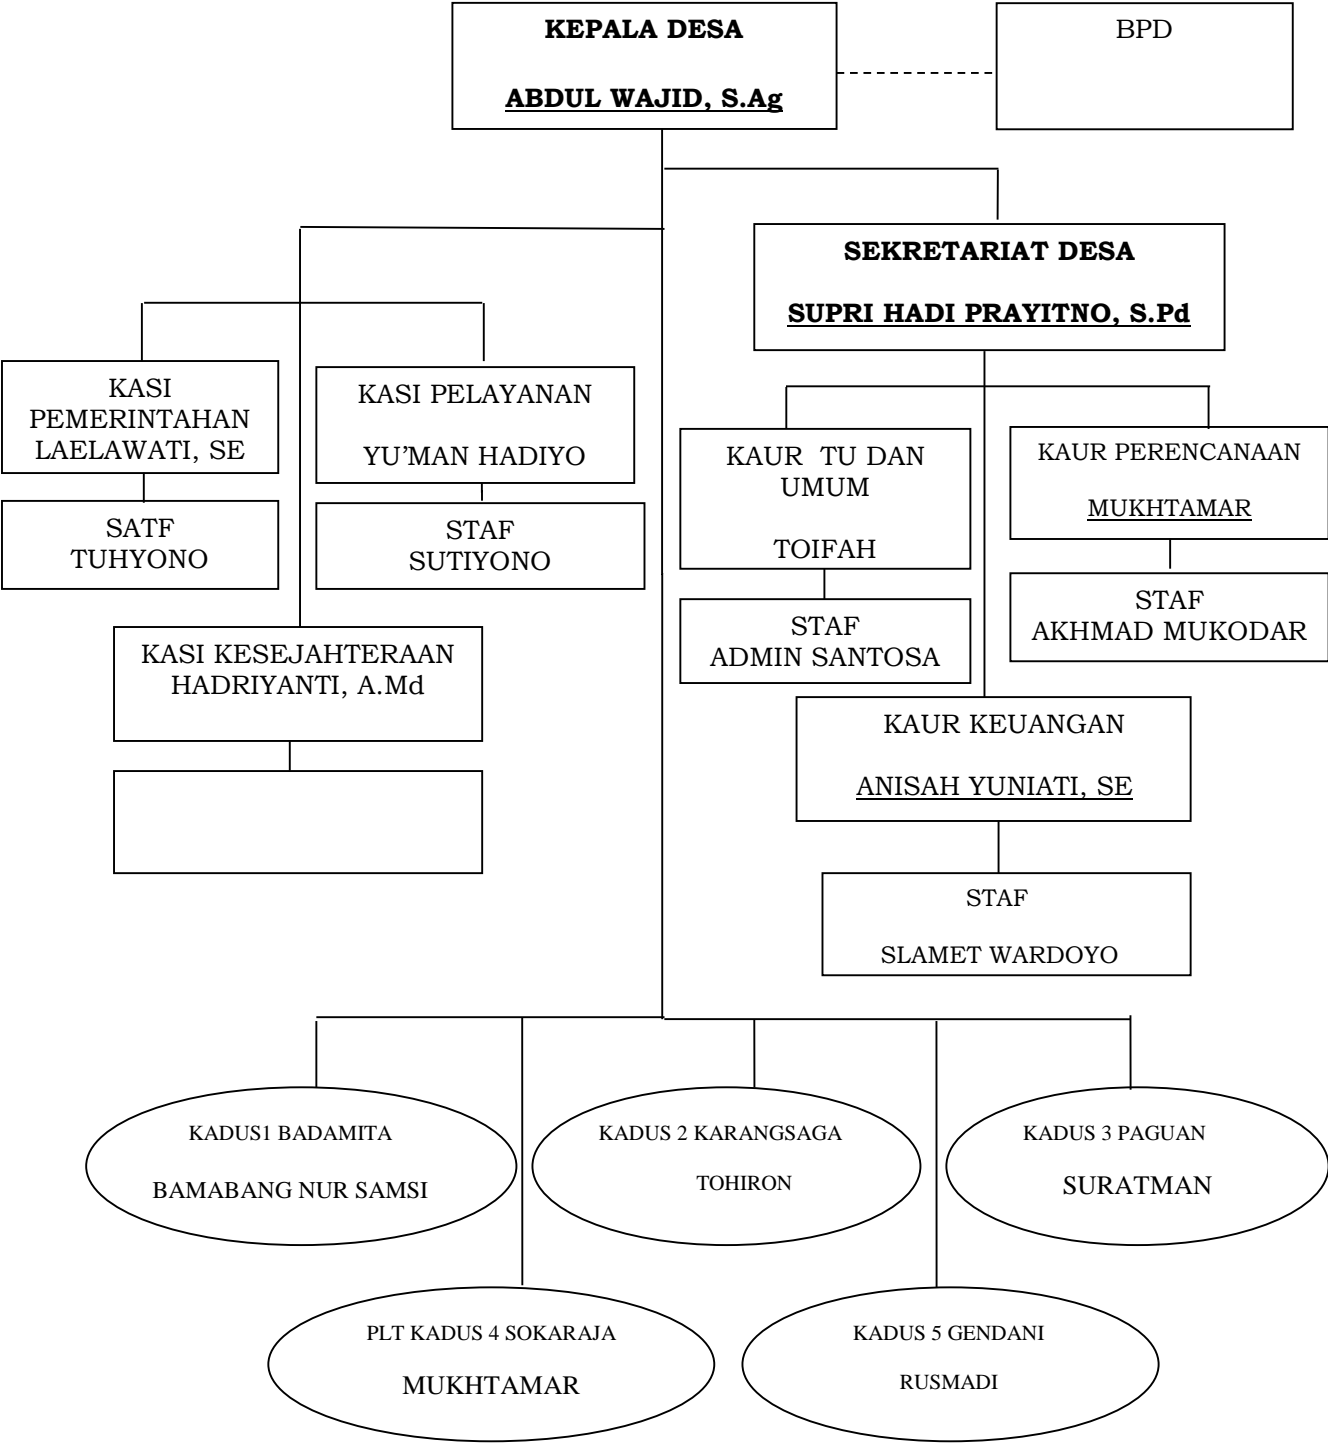 KEPALA DESA
ABDUL WAJID, S.Ag
BPD
SEKRETARIAT DESA
SUPRI HADI PRAYITNO, S.Pd
KASI
PEMERINTAHAN
LAELAWATI, SE
KASI PELAYANAN
YU’MAN HADIYO
SATF
TUHYONO
STAF
SUTIYONO
KAUR  TU DAN
UMUM
TOIFAH
KAUR PERENCANAAN
MUKHTAMAR
STAF
ADMIN SANTOSA
STAF
AKHMAD MUKODAR
KASI KESEJAHTERAAN
HADRIYANTI, A.Md
KAUR KEUANGAN
ANISAH YUNIATI, SE
STAF
SLAMET WARDOYO
KADUS1 BADAMITA
BAMABANG NUR SAMSI
KADUS 2 KARANGSAGA
TOHIRON
KADUS 3 PAGUAN
SURATMAN
PLT KADUS 4 SOKARAJA
MUKHTAMAR
KADUS 5 GENDANI
RUSMADI